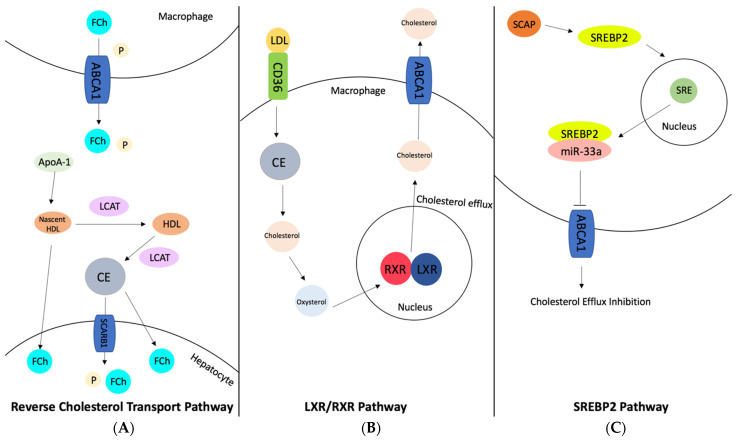 Macrophage
FCh
P
ABCA1
FCh
P
ApoA-1
LCAT
Nascent
HDL
HDL
LCAT
CE
SCARB1
FCh
FCh
P
FCh
Hepatocyte
Reverse Cholesterol Transport Pathway
(A)
LDL
CD36
Macrophage
Cholesterol
ABCA1
CE
Cholesterol
Cholesterol efflux
Cholesterol
Oxysterol
RXR
LXR
Nucleus
LXR/RXR Pathway
(B)
SCAP
SREBP2
SRE
Nucleus
SREBP2
miR-33a
ABCA1
Cholesterol Efflux Inhibition
SREBP2 Pathway
(C)